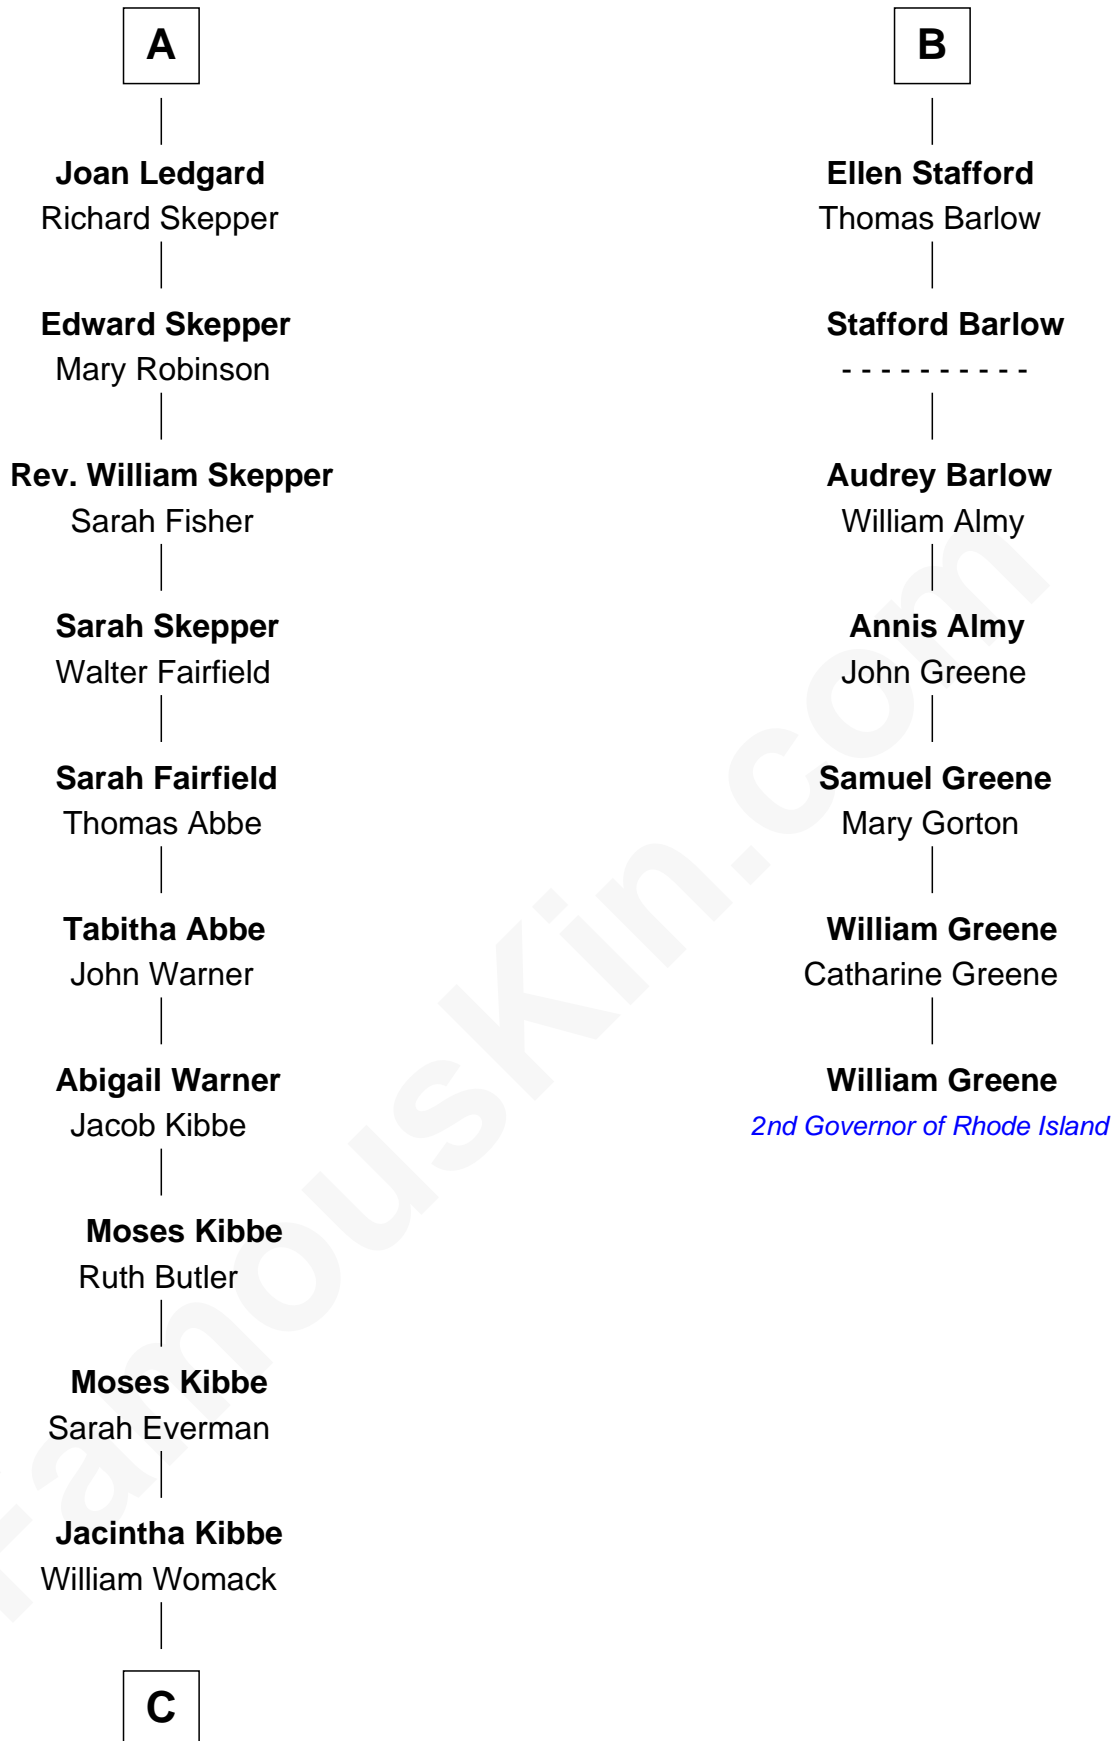 A
Joan Ledgard
Richard Skepper
Edward Skepper
Mary Robinson
Rev. William Skepper
Sarah Fisher
Sarah Skepper
Walter Fairfield
Sarah Fairfield
Thomas Abbe
Tabitha Abbe
John Warner
Abigail Warner
Jacob Kibbe
Moses Kibbe
Ruth Butler
Moses Kibbe
Sarah Everman
Jacintha Kibbe
William Womack
C
B
Ellen Stafford
Thomas Barlow
Stafford Barlow
- - - - - - - - - -
Audrey Barlow
William Almy
Annis Almy
John Greene
Samuel Greene
Mary Gorton
William Greene
Catharine Greene
William Greene
2nd Governor of Rhode Island
FamousKin.com